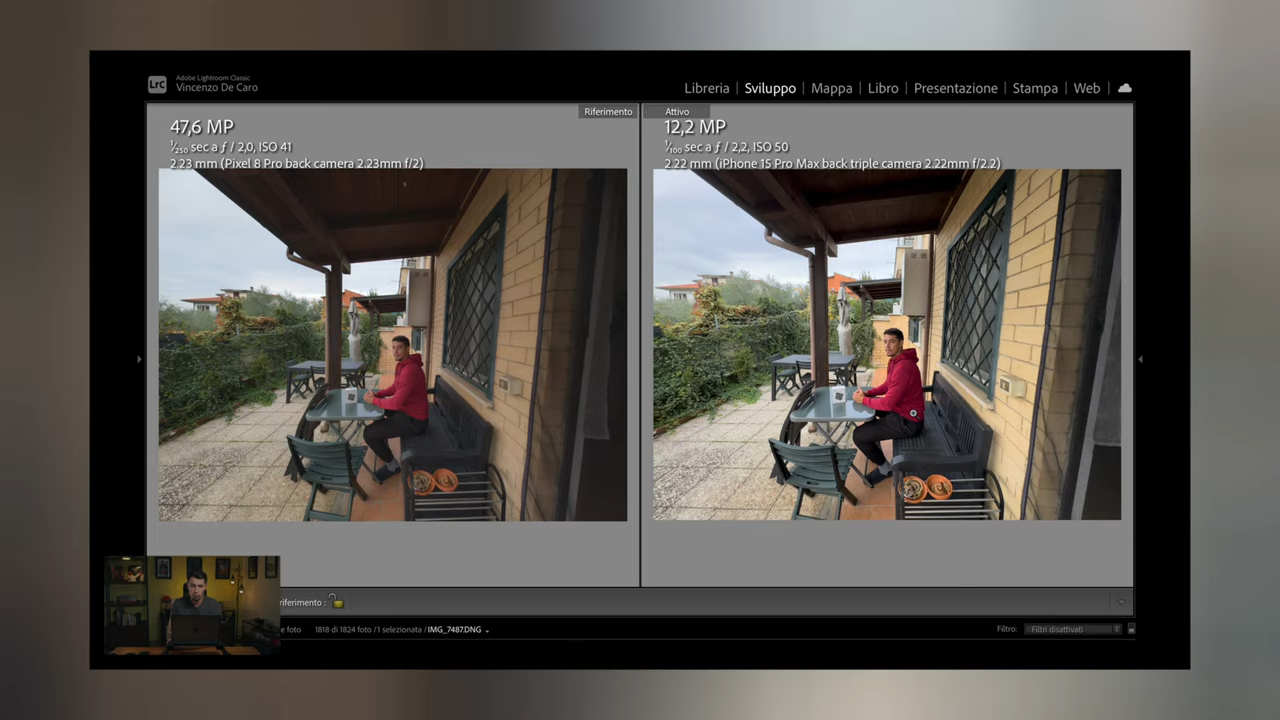 LrC
Adobe Lightroom Classic
Vincenzo De Caro
Libreria | Sviluppo | Mappa | Libro | Presentazione | Stampa | Web
Riferimento
47,6 MP
1/250 sec a ƒ / 2,0, ISO 41
2.23 mm (Pixel 8 Pro back camera 2.23mm f/2)
Attivo
12,2 MP
1/100 sec a ƒ / 2,2, ISO 50
2.22 mm (iPhone 15 Pro Max back triple camera 2.22mm f/2.2)
riferimento :
e foto
1818 di 1824 foto / 1 selezionata / IMG_7487.DNG
Filtro:
Filtri disattivati